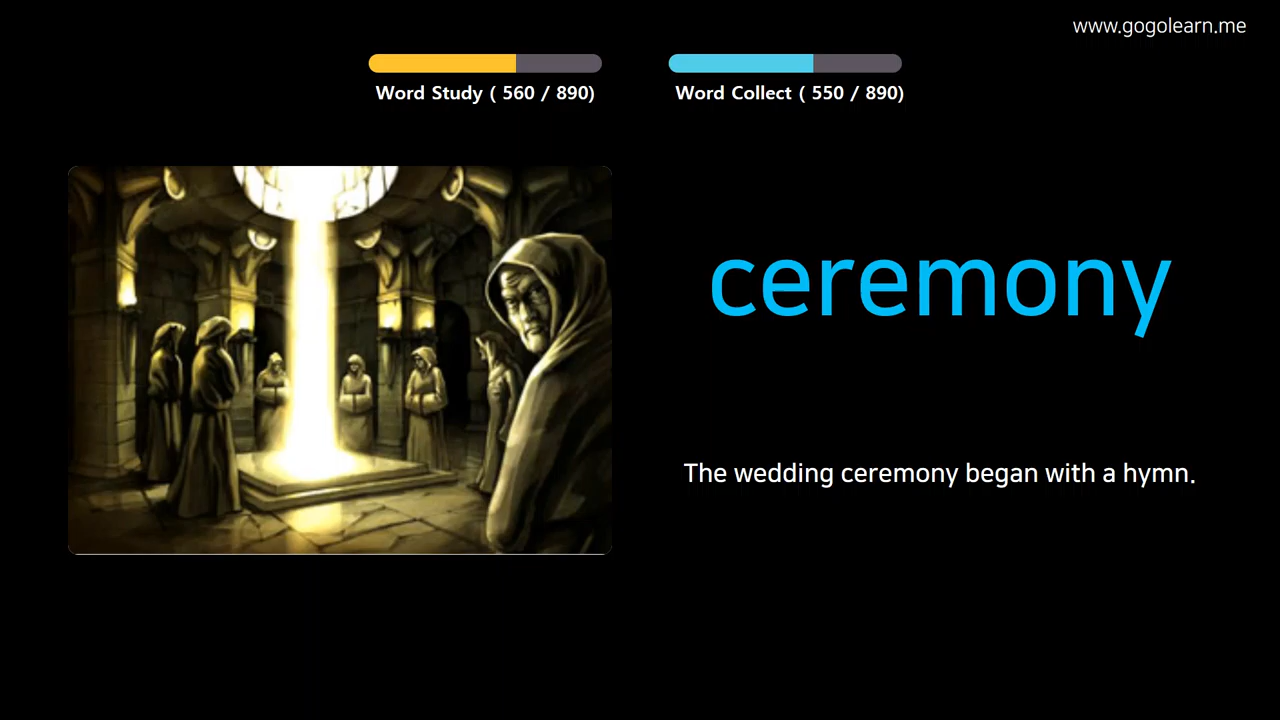 www.gogolearn.me
Word Study ( 560 / 890)
Word Collect ( 550 / 890)
ceremony
The wedding ceremony began with a hymn.